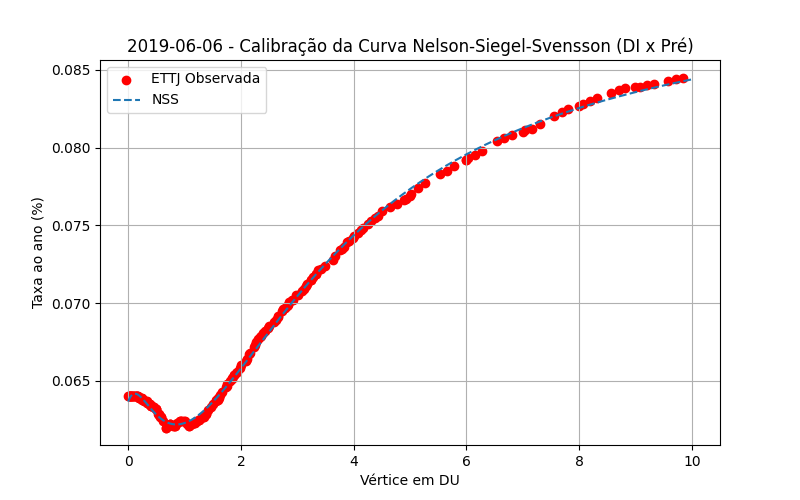 2019-06-06 - Calibração da Curva Nelson-Siegel-Svensson (DI x Pré)
ETTJ Observada
NSS
Taxa ao ano (%)
0.085
0.080
0.075
0.070
0.065
0 2 4 6 8 10
Vértice em DU